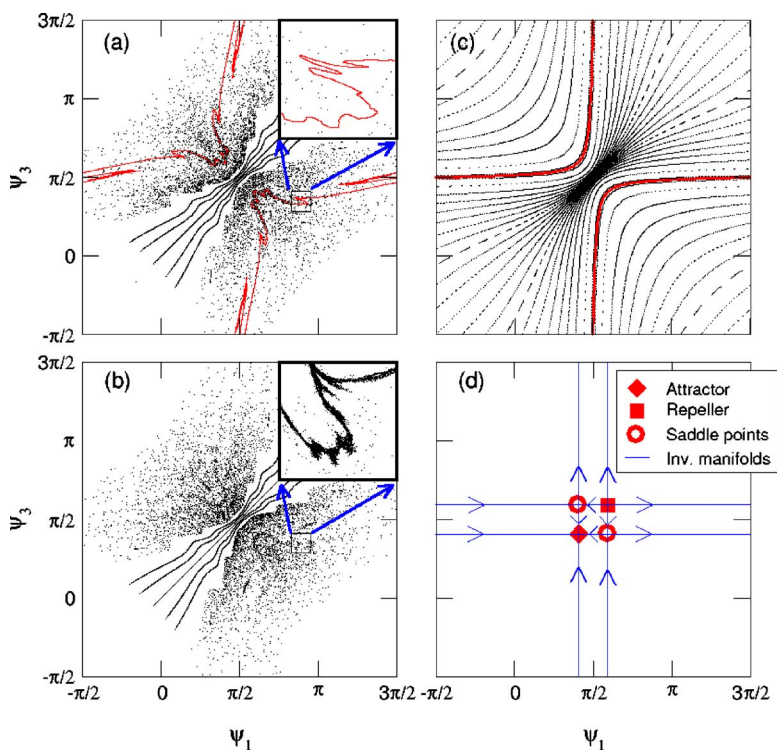 3π/2
(a)
(c)
π
ψ3
π/2
0
-π/2
3π/2
(b)
(d)
Attractor
Repeller
Saddle points
Inv. manifolds
π
ψ3
π/2
0
-π/2
-π/2 0 π/2 π 3π/2
-π/2 0 π/2 π 3π/2
ψ1
ψ1